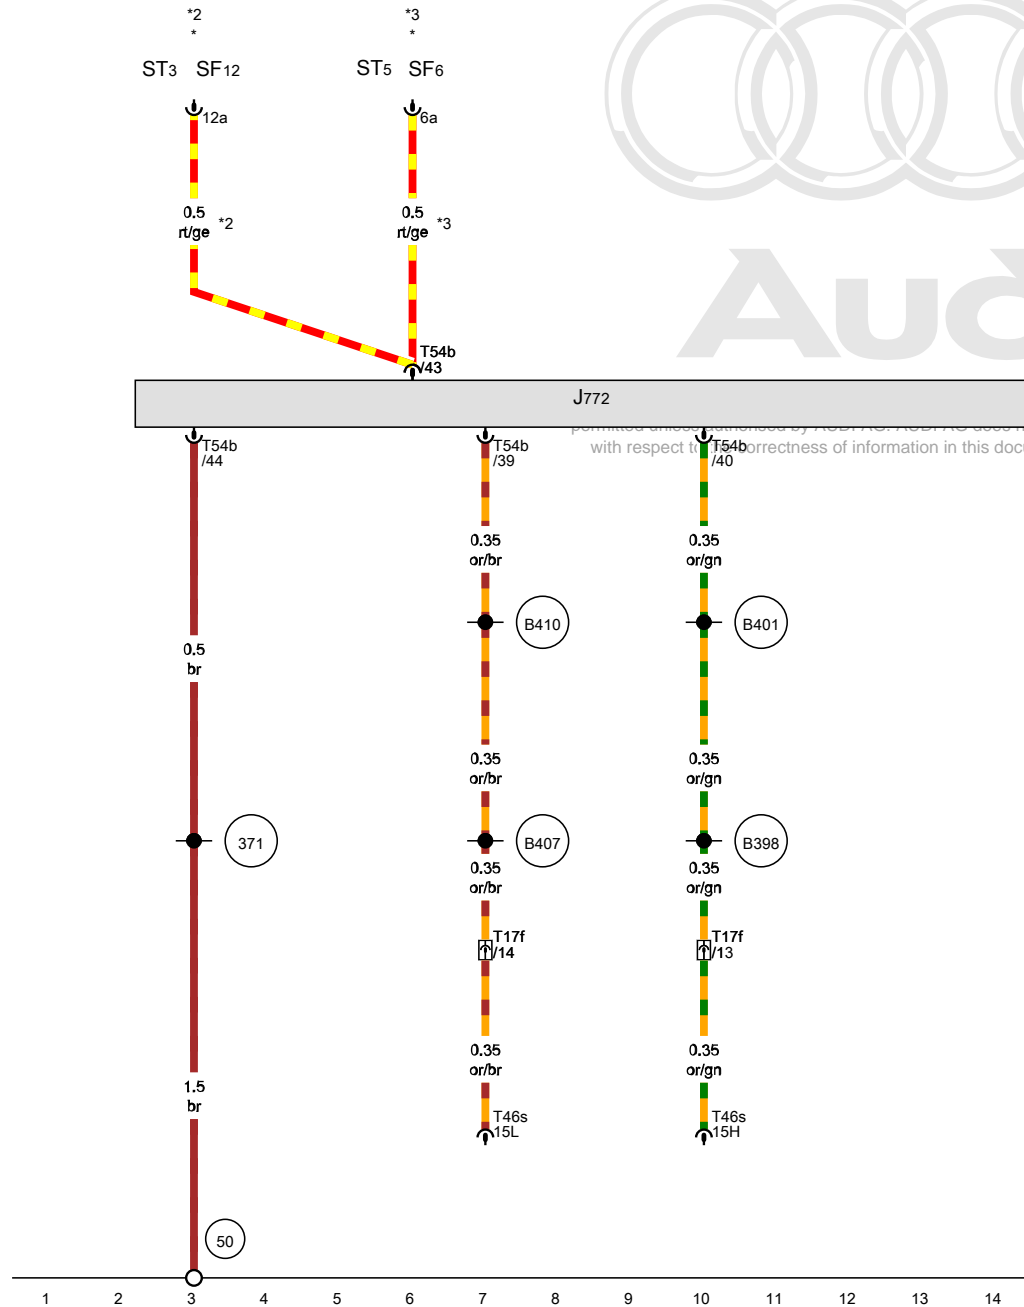 *2
*
*3
*
ST3 SF12
ST5 SF6
12a
6a
0.5
rt/ge
*2
0.5
rt/ge
*3
T54b
/43
J772
T54b
/44
T54b
/39
T54b
/40
with respect to the correctness of information in this docu
0.35
or/br
0.35
or/gn
B410
B401
0.5
br
0.35
or/br
0.35
or/gn
371
B407
B398
0.35
or/br
0.35
or/gn
T17f
/14
T17f
/13
0.35
or/br
0.35
or/gn
1.5
br
T46s
15L
T46s
15H
50
Aud
1 2 3 4 5 6 7 8 9 10 11 12 13 14